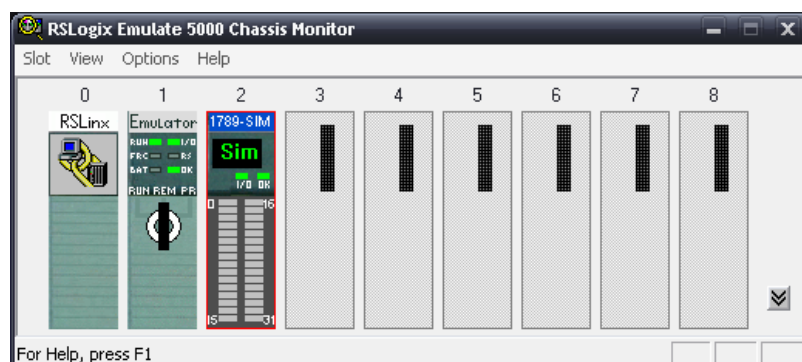 RSLogix Emulate 5000 Chassis Monitor
Slot View Options Help
0 1 2 3 4 5 6 7 8
RSLinx Emulator 1789-SIM
RUN I/O
FRC RS
BAT OK
Sim
I/O OK
RUN REM PR
0 16
15 31
For Help, press F1